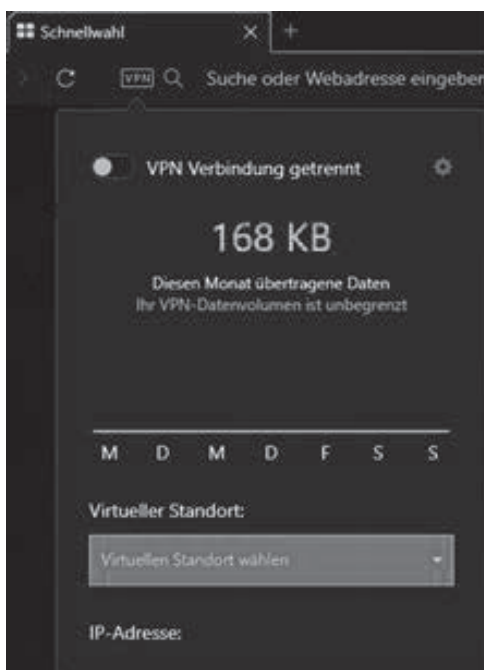 Schnellwahl
VPN Suche oder Webadresse eingeben
VPN Verbindung getrennt
168 KB
Diesen Monat übertragene Daten
Ihr VPN-Datenvolumen ist unbegrenzt
M D M D F S S
Virtueller Standort:
Virtuellen Standort wählen
IP-Adresse: